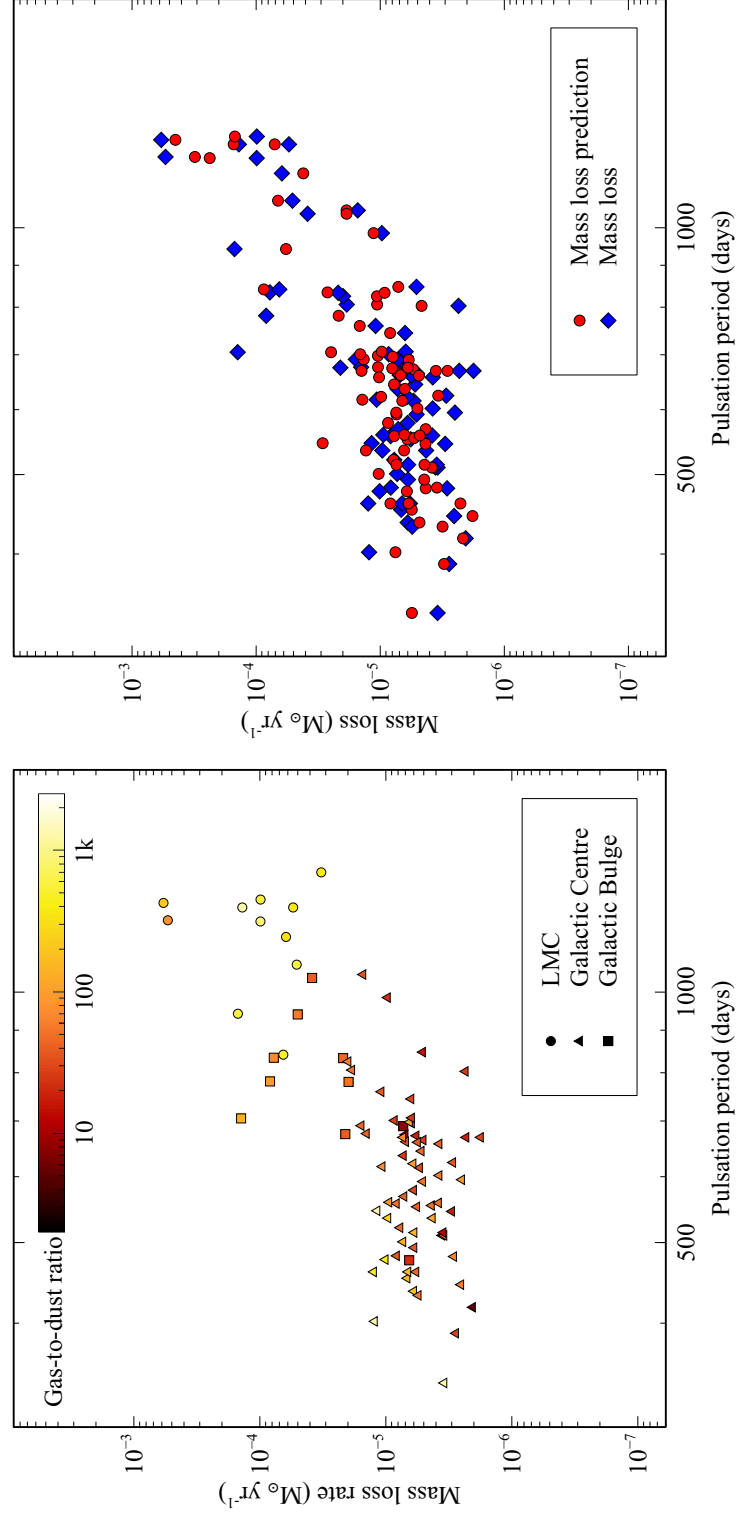 Gas-to-dust ratio
10
100
1k
Mass loss rate (M☉ yr⁻¹)
10⁻³
10⁻⁴
10⁻⁵
10⁻⁶
10⁻⁷
LMC
Galactic Centre
Galactic Bulge
500
1000
Pulsation period (days)
Mass loss (M☉ yr⁻¹)
10⁻³
10⁻⁴
10⁻⁵
10⁻⁶
10⁻⁷
Mass loss prediction
Mass loss
500
1000
Pulsation period (days)